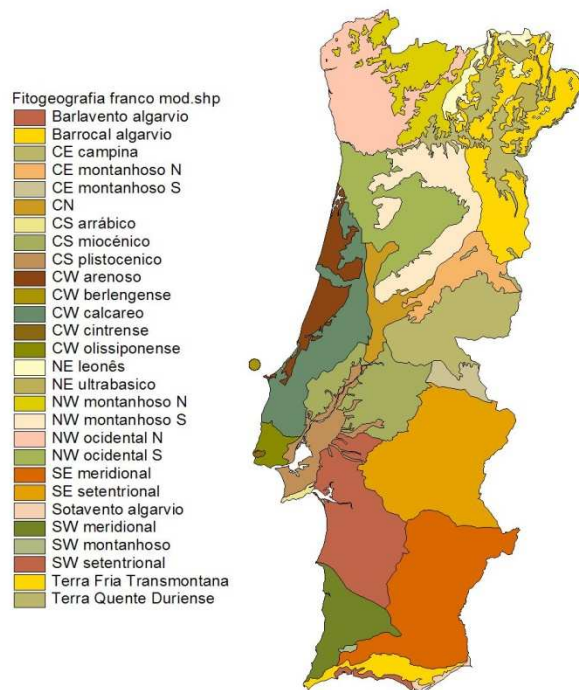 Fitogeografia franco mod.shp
Barlavento algarvio
Barrocal algarvio
CE campina
CE montanhoso N
CE montanhoso S
CN
CS arrábico
CS miocénico
CS plistocenico
CW arenoso
CW berlengense
CW calcareo
CW cintrense
CW olissiponense
NE leonês
NE ultrabasico
NW montanhoso N
NW montanhoso S
NW ocidental N
NW ocidental S
SE meridional
SE setentrional
Sotavento algarvio
SW meridional
SW montanhoso
SW setentrional
Terra Fria Transmontana
Terra Quente Duriense